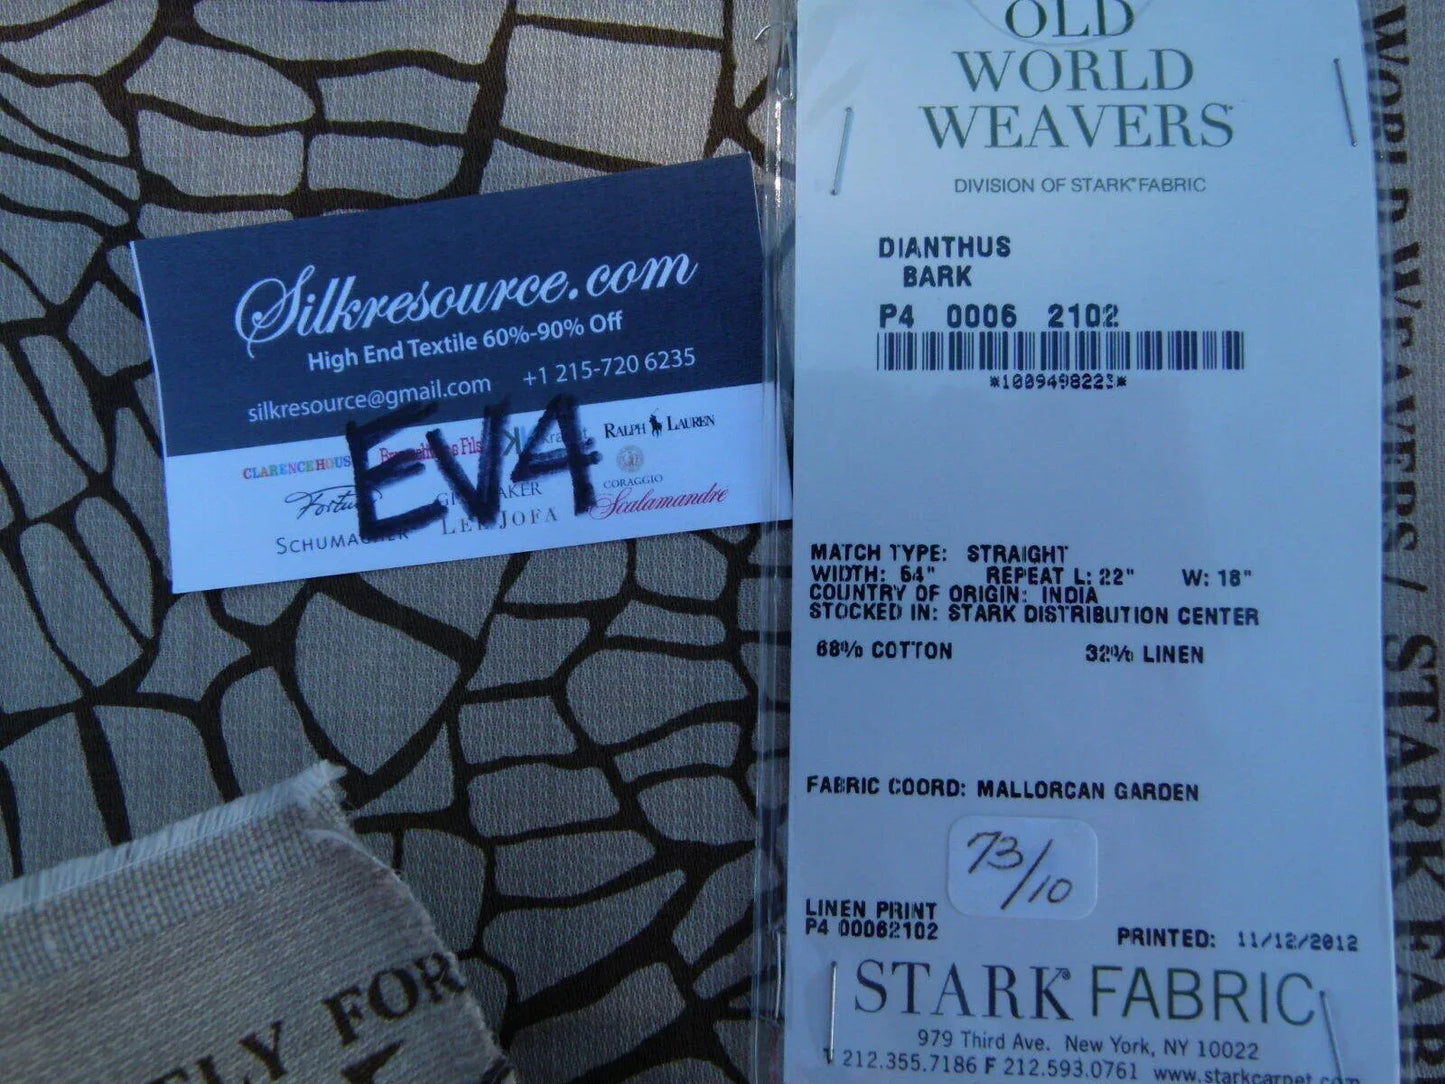 Silkresource.com
High End Textile 60%-90% Off
silkresource@gmail.com +1 215-720 6235
EV4
RALPH LAUREN
CLARENCEHOUSE
CORAGGIO
Scalamandre
SCHUMACHER
LEE JOFA
ELY FOR
OLD
WORLD
WEAVERS
DIVISION OF STARK FABRIC
DIANTHUS
BARK
P4 0006 2102
*1009498223*
MATCH TYPE: STRAIGHT
WIDTH: 54" REPEAT L: 22" W: 18"
COUNTRY OF ORIGIN: INDIA
STOCKED IN: STARK DISTRIBUTION CENTER
68% COTTON 32% LINEN
FABRIC COORD: MALLORCAN GARDEN
73/10
LINEN PRINT
P4 00062102
PRINTED: 11/12/2012
STARK FABRIC
979 Third Ave. New York, NY 10022
T 212.355.7186 F 212.593.0761 www.starkcarpet.com
WORLD WEAVERS / STARK FABR